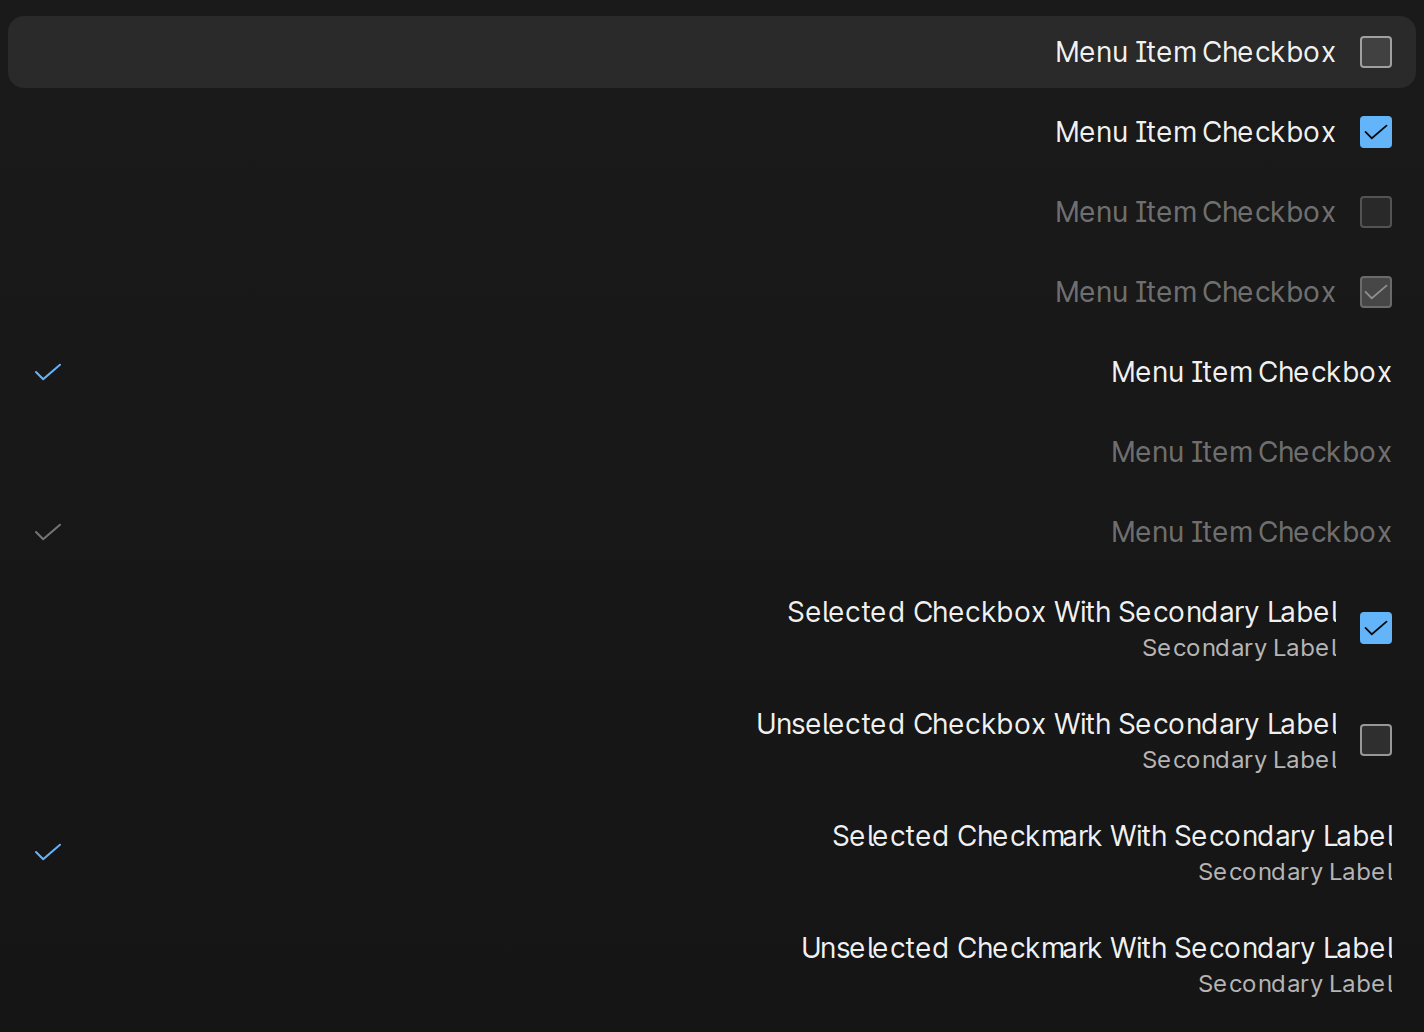 Menu Item Checkbox
Menu Item Checkbox
Menu Item Checkbox
Menu Item Checkbox
Menu Item Checkbox
Menu Item Checkbox
Menu Item Checkbox
Selected Checkbox With Secondary Label
Secondary Label
Unselected Checkbox With Secondary Label
Secondary Label
Selected Checkmark With Secondary Label
Secondary Label
Unselected Checkmark With Secondary Label
Secondary Label